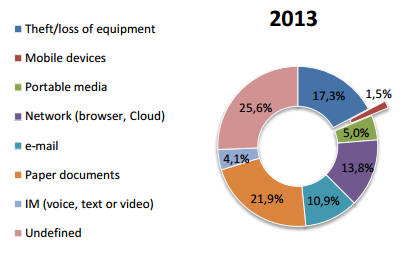 2013
Theft/loss of equipment
Mobile devices
Portable media
Network (browser, Cloud)
e-mail
Paper documents
IM (voice, text or video)
Undefined
17,3%
1,5%
5,0%
13,8%
10,9%
21,9%
4,1%
25,6%